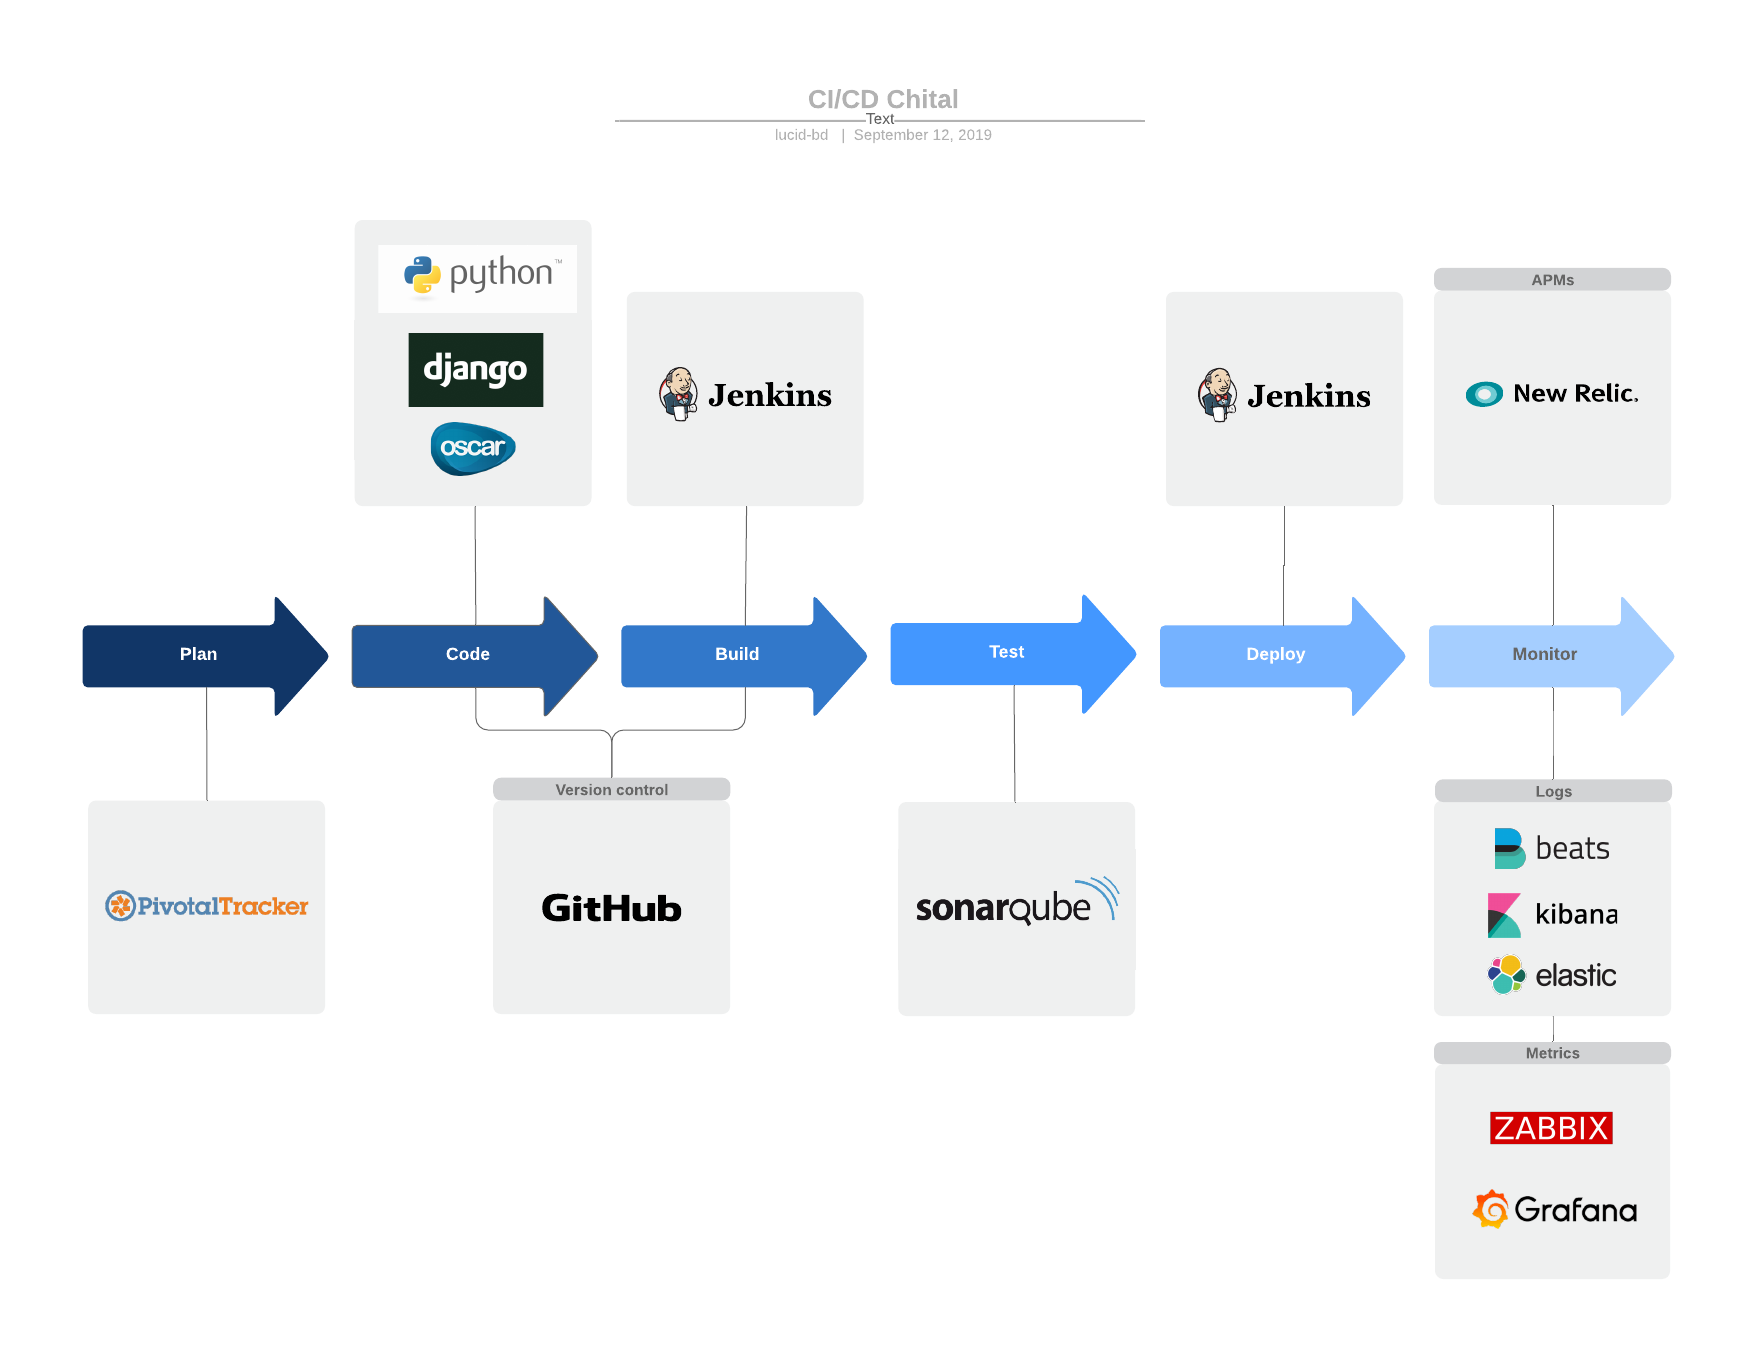 CI/CD Chital
Text
lucid-bd | September 12, 2019
python™
django
oscar
Jenkins
Jenkins
APMs
New Relic.
Plan
Code
Build
Test
Deploy
Monitor
PivotalTracker
Version control
GitHub
sonarqube
Logs
beats
kibana
elastic
Metrics
ZABBIX
Grafana